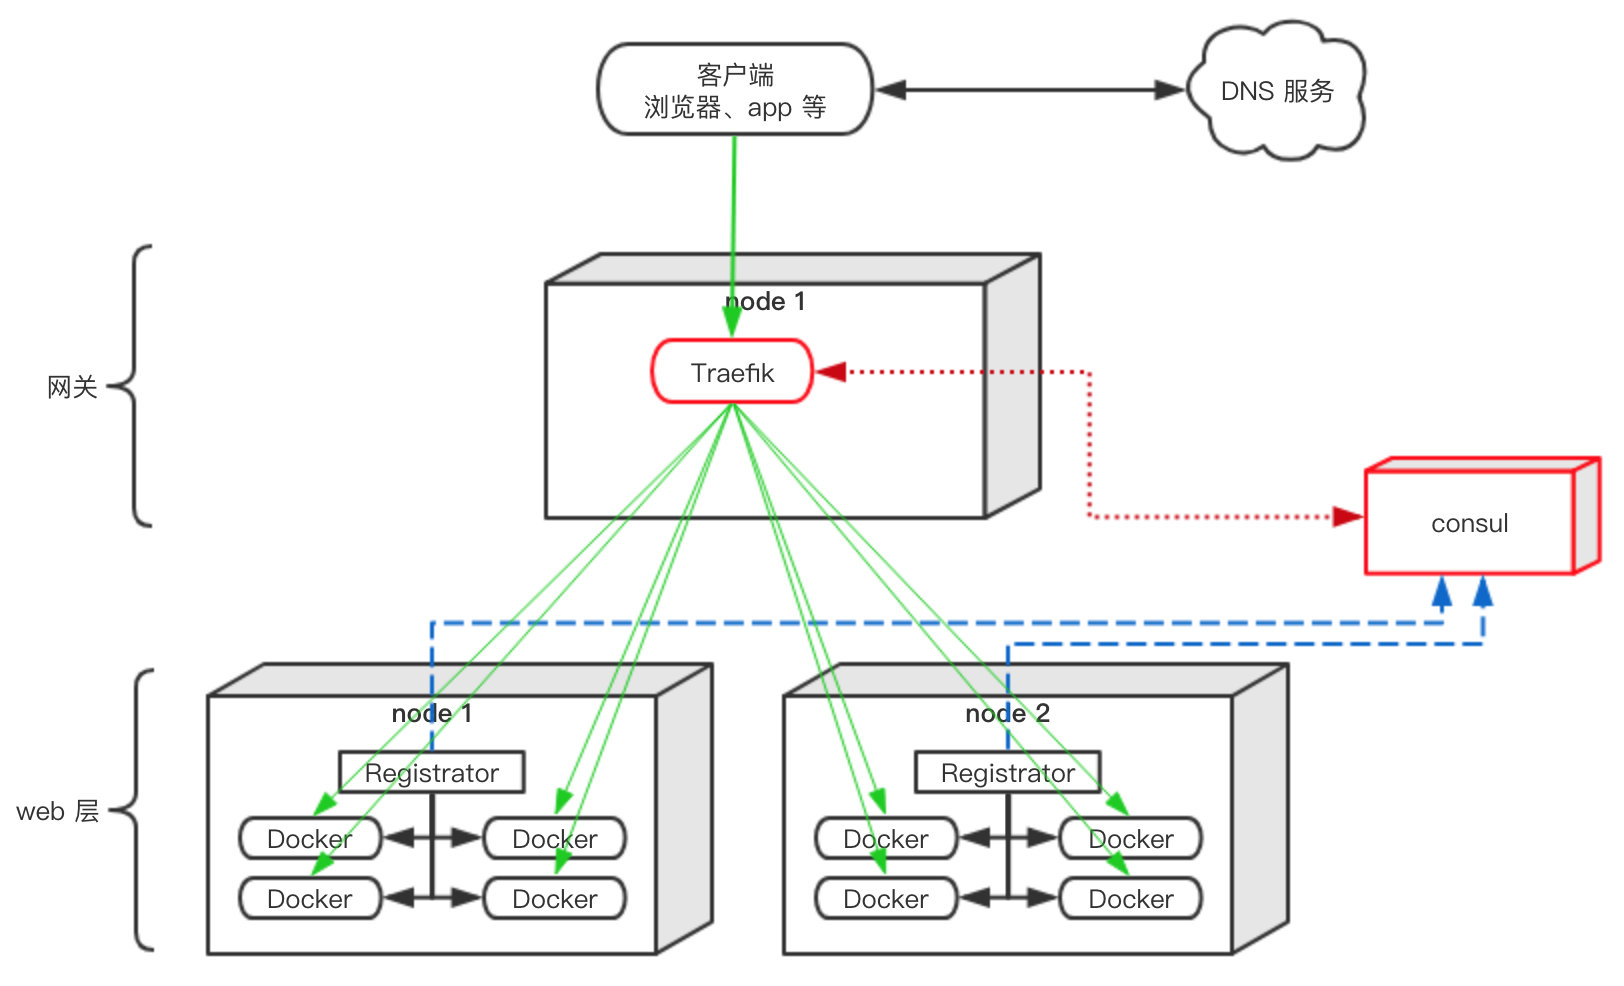 客户端
浏览器、app 等
DNS 服务
node 1
Traefik
网关
consul
node 1
node 2
Registrator
Registrator
web 层
Docker
Docker
Docker
Docker
Docker
Docker
Docker
Docker